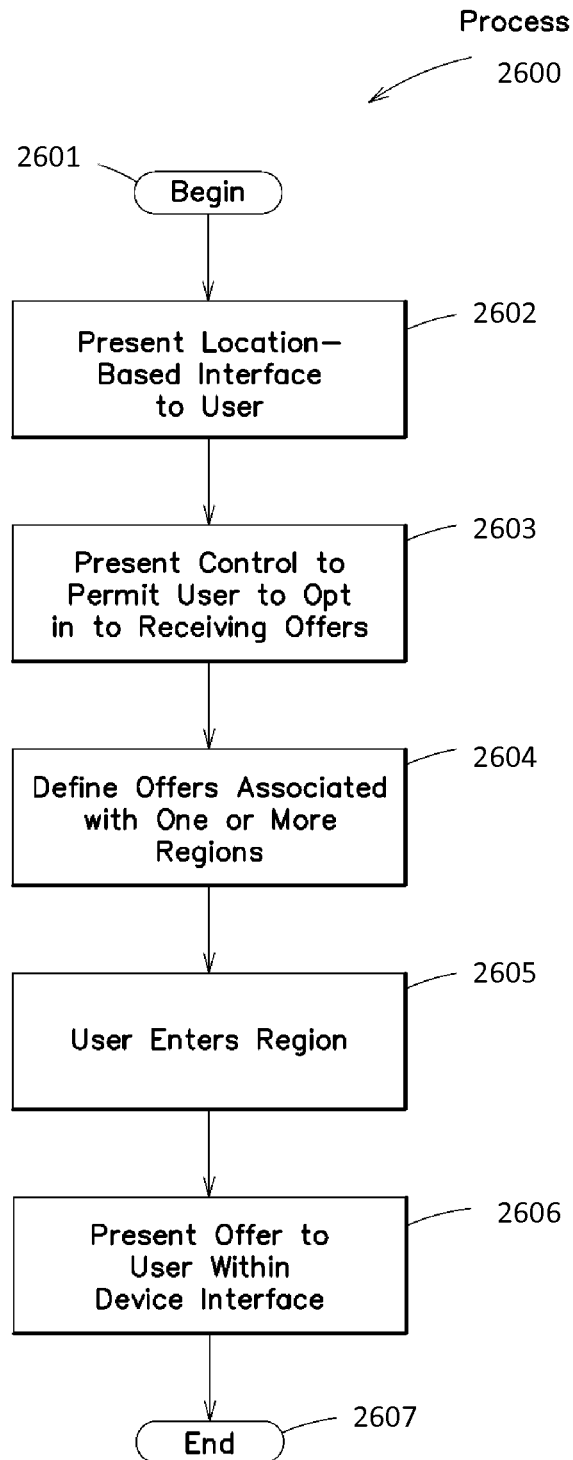 Process
2600
2601
Begin
2602
Present Location-
Based Interface
to User
2603
Present Control to
Permit User to Opt
in to Receiving Offers
2604
Define Offers Associated
with One or More
Regions
2605
User Enters Region
2606
Present Offer to
User Within
Device Interface
2607
End